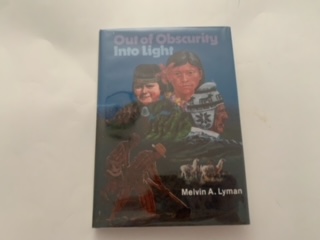 Out of Obscurity
Into Light
Melvin A. Lyman